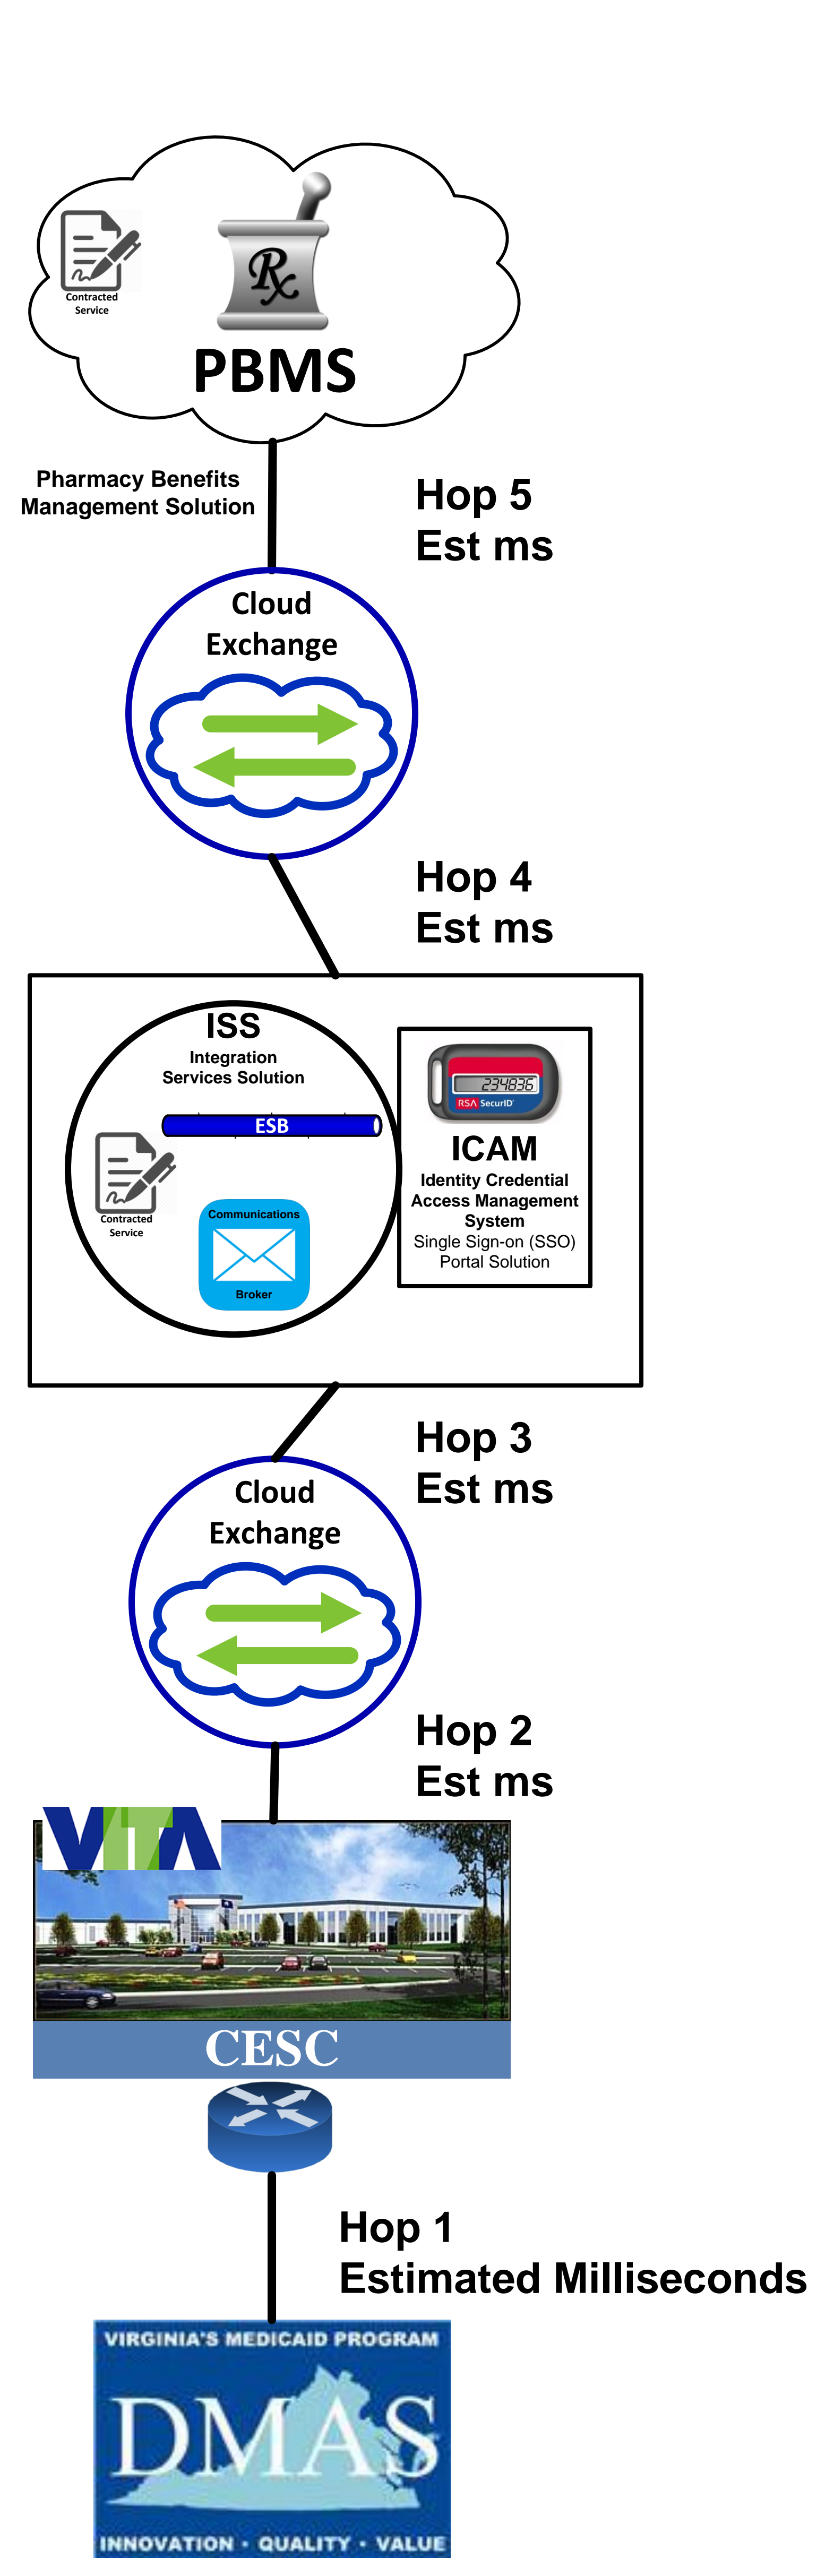 Contracted
Service
Rx
PBMS
Pharmacy Benefits
Management Solution
Hop 5
Est ms
Cloud
Exchange
Hop 4
Est ms
ISS
Integration
Services Solution
ESB
Contracted
Service
Communications
Broker
234836
RSA SecurID
ICAM
Identity Credential
Access Management
System
Single Sign-on (SSO)
Portal Solution
Hop 3
Est ms
Cloud
Exchange
Hop 2
Est ms
VITA
CESC
Hop 1
Estimated Milliseconds
VIRGINIA'S MEDICAID PROGRAM
DMAS
INNOVATION · QUALITY · VALUE